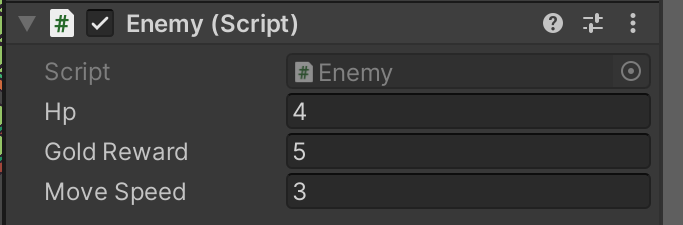 Enemy (Script)
Script Enemy
Hp 4
Gold Reward 5
Move Speed 3